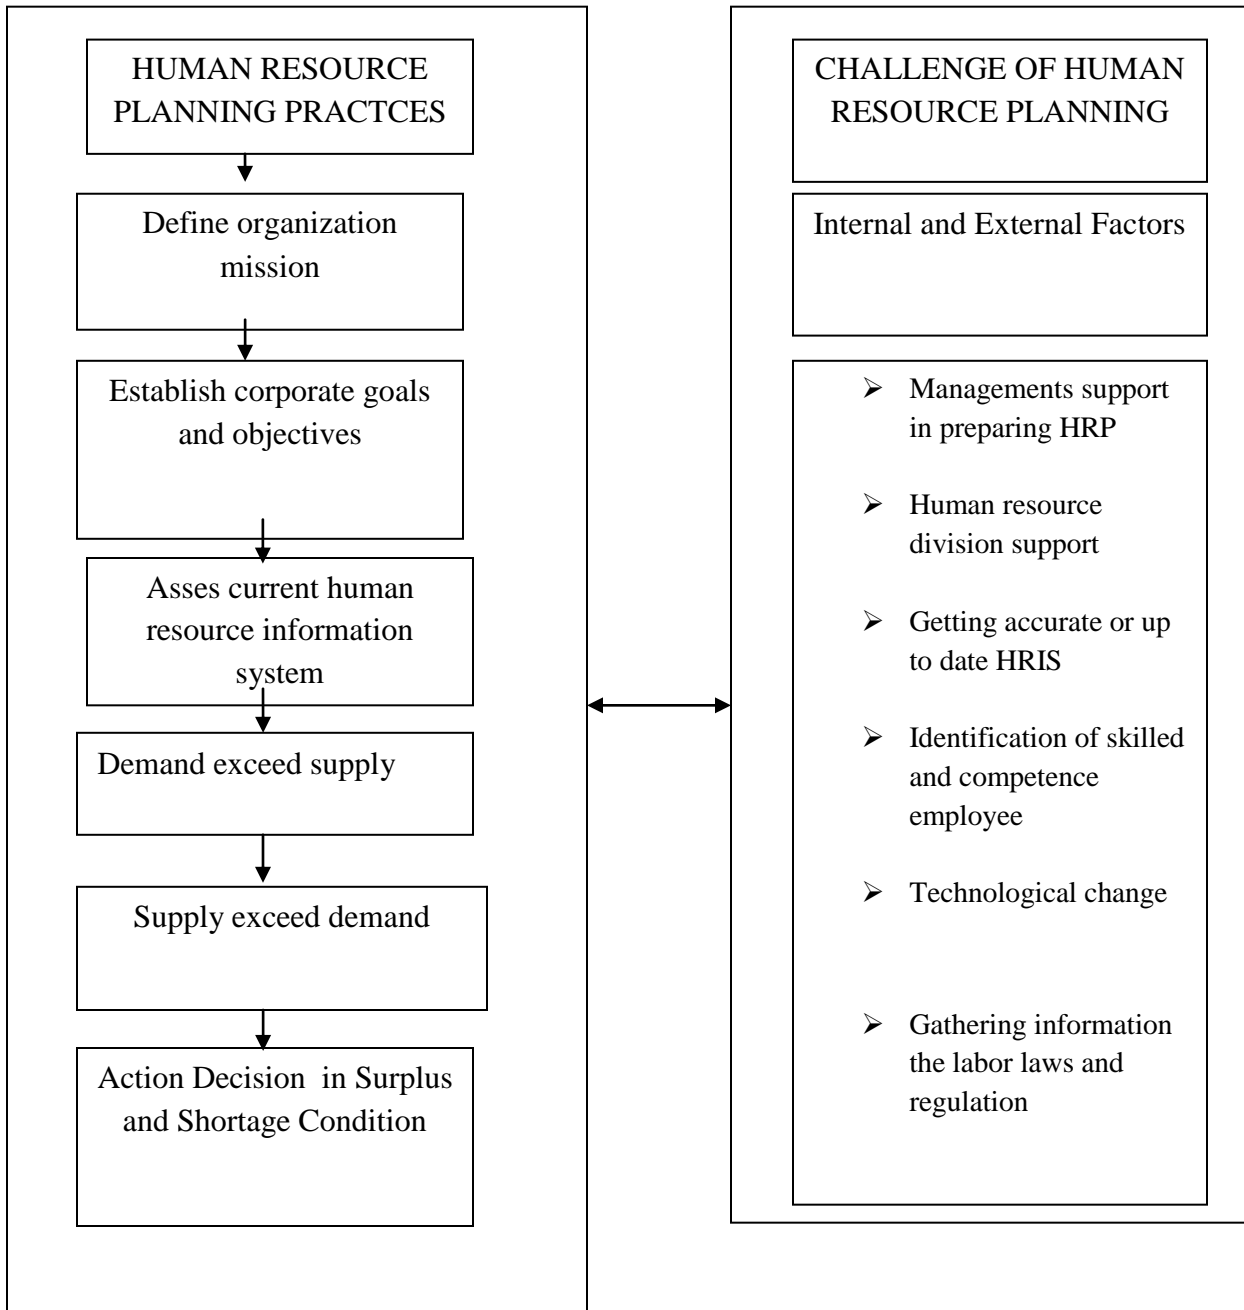 HUMAN RESOURCE
PLANNING PRACTCES
Define organization
mission
Establish corporate goals
and objectives
Asses current human
resource information
system
Demand exceed supply
Supply exceed demand
Action Decision in Surplus
and Shortage Condition
CHALLENGE OF HUMAN
RESOURCE PLANNING
Internal and External Factors
➢ Managements support
in preparing HRP
➢ Human resource
division support
➢ Getting accurate or up
to date HRIS
➢ Identification of skilled
and competence
employee
➢ Technological change
➢ Gathering information
the labor laws and
regulation